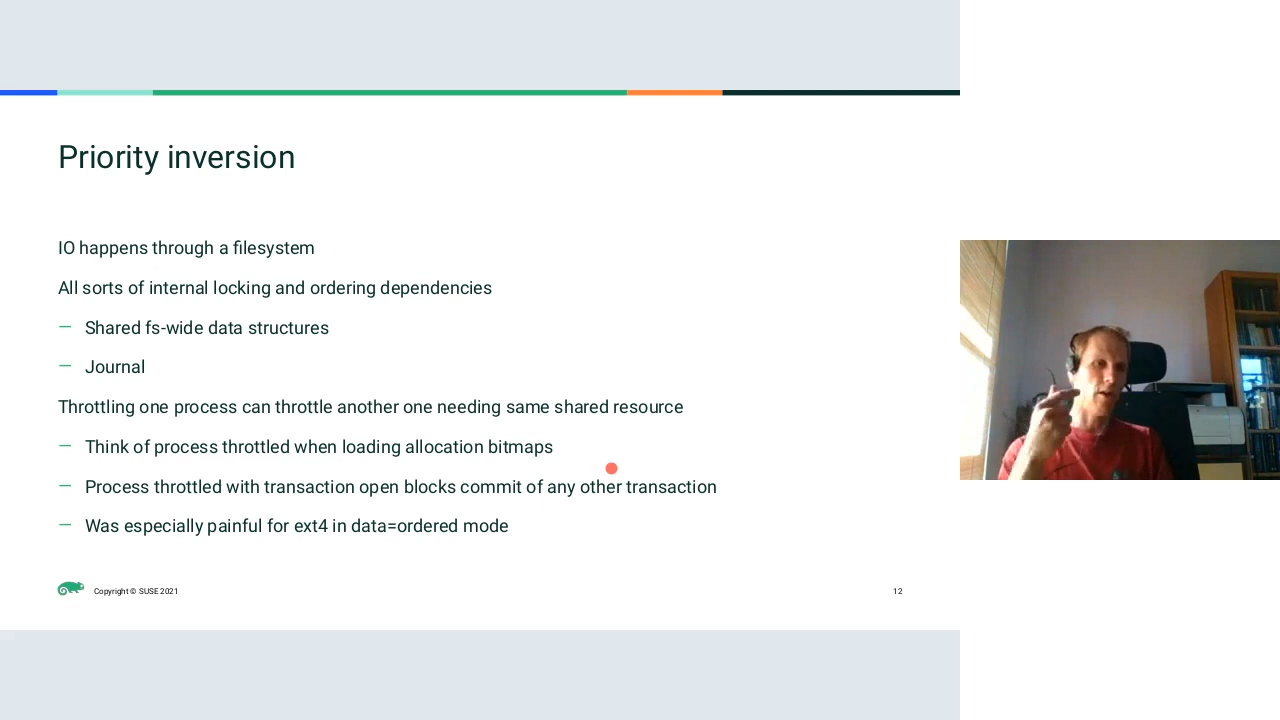 Priority inversion
IO happens through a filesystem
All sorts of internal locking and ordering dependencies
— Shared fs-wide data structures
— Journal
Throttling one process can throttle another one needing same shared resource
— Think of process throttled when loading allocation bitmaps
— Process throttled with transaction open blocks commit of any other transaction
— Was especially painful for ext4 in data=ordered mode
Copyright © SUSE 2021
12